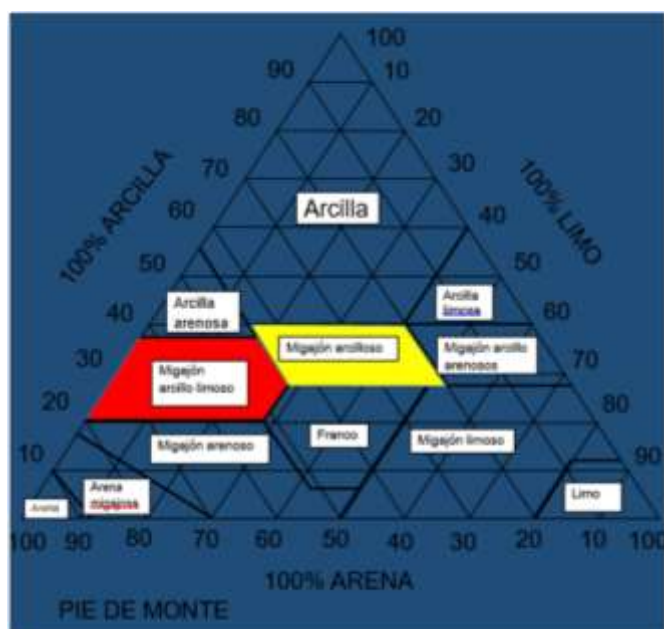 100
90 10
80 20
70 30
100% ARCILLA
100% LIMO
Arcilla
60 40
50 50
Arcilla
arenosa
Arcilla
limosa
40 60
Migajón arcilloso
Migajón arcillo
arenosos
30 70
Migajón
arcillo limoso
20 80
Migajón arenoso
Franco
Migajón limoso
10 90
Arena
Arena
migajosa
Limo
100 90 80 70 60 50 40 30 20 10 100
100% ARENA
PIE DE MONTE